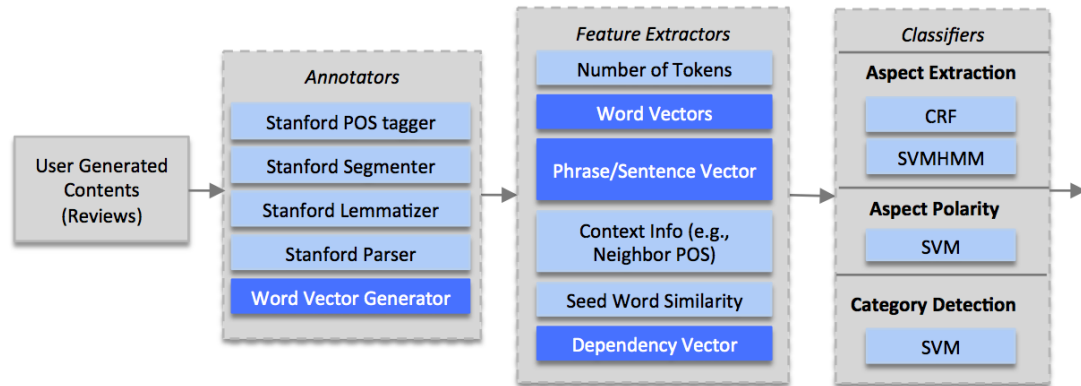 User Generated
Contents
(Reviews)
Annotators
Stanford POS tagger
Stanford Segmenter
Stanford Lemmatizer
Stanford Parser
Word Vector Generator
Feature Extractors
Number of Tokens
Word Vectors
Phrase/Sentence Vector
Context Info (e.g.,
Neighbor POS)
Seed Word Similarity
Dependency Vector
Classifiers
Aspect Extraction
CRF
SVMHMM
Aspect Polarity
SVM
Category Detection
SVM